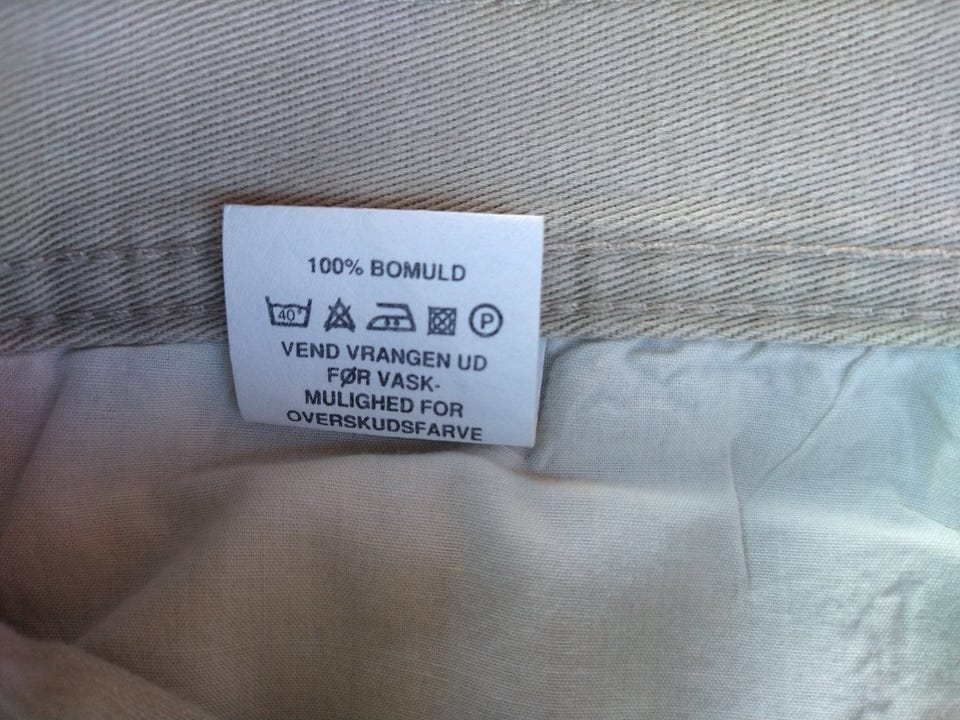 100% BOMULD
40°
P
VEND VRANGEN UD
FØR VASK-
MULIGHED FOR
OVERSKUDSFARVE